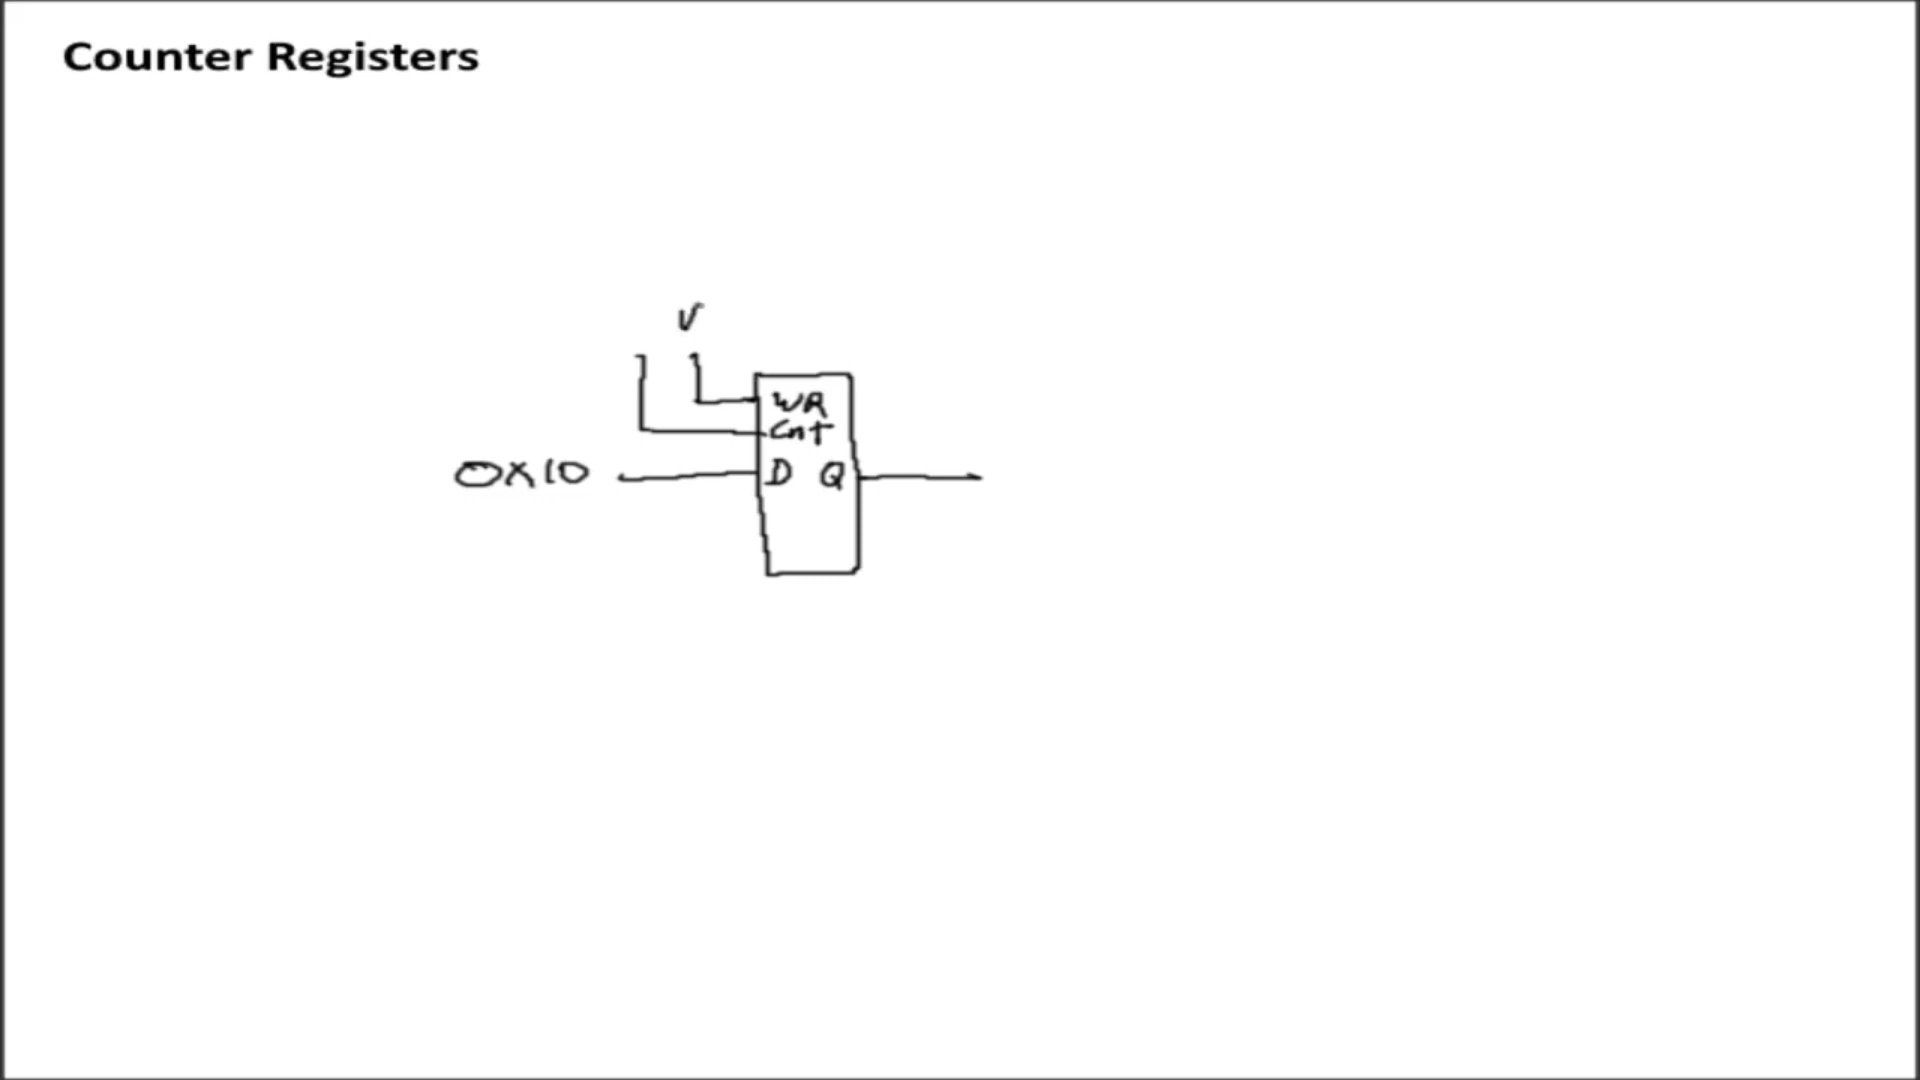 Counter Registers
V
WR
Cnt
0x10
D Q